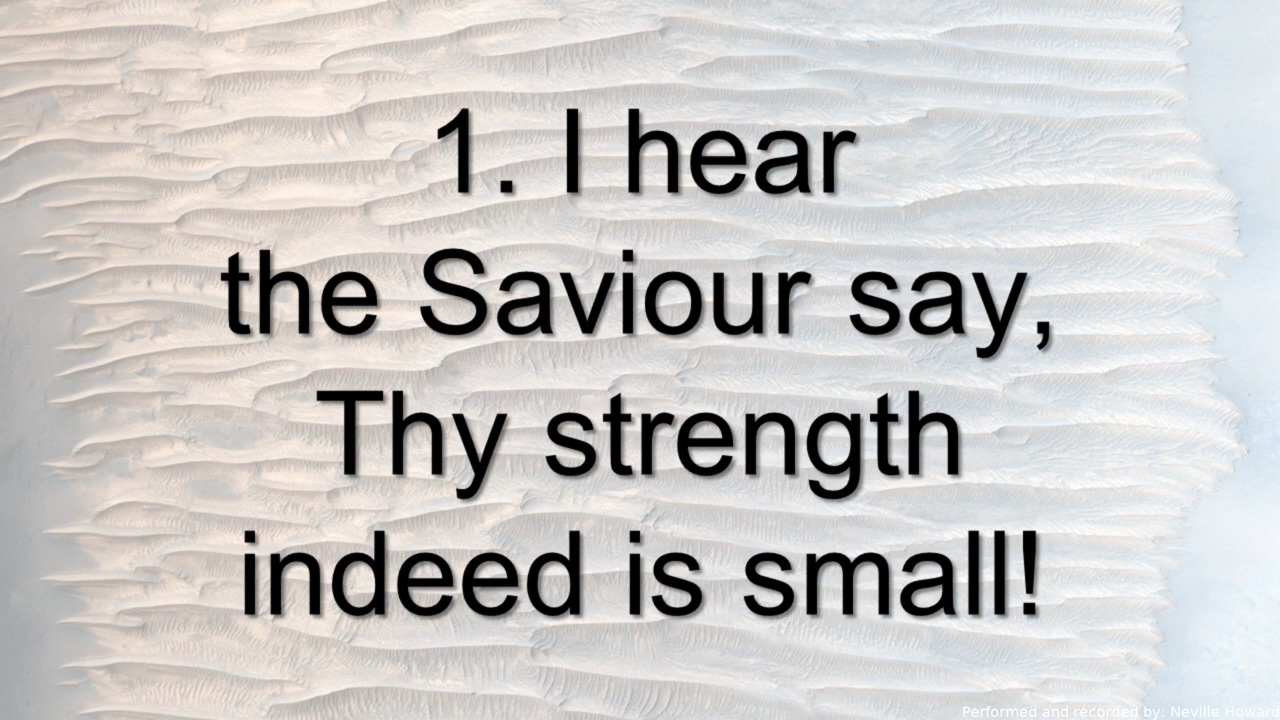 1. I hear
the Saviour say,
Thy strength
indeed is small!
Performed and recorded by: Neville Howard